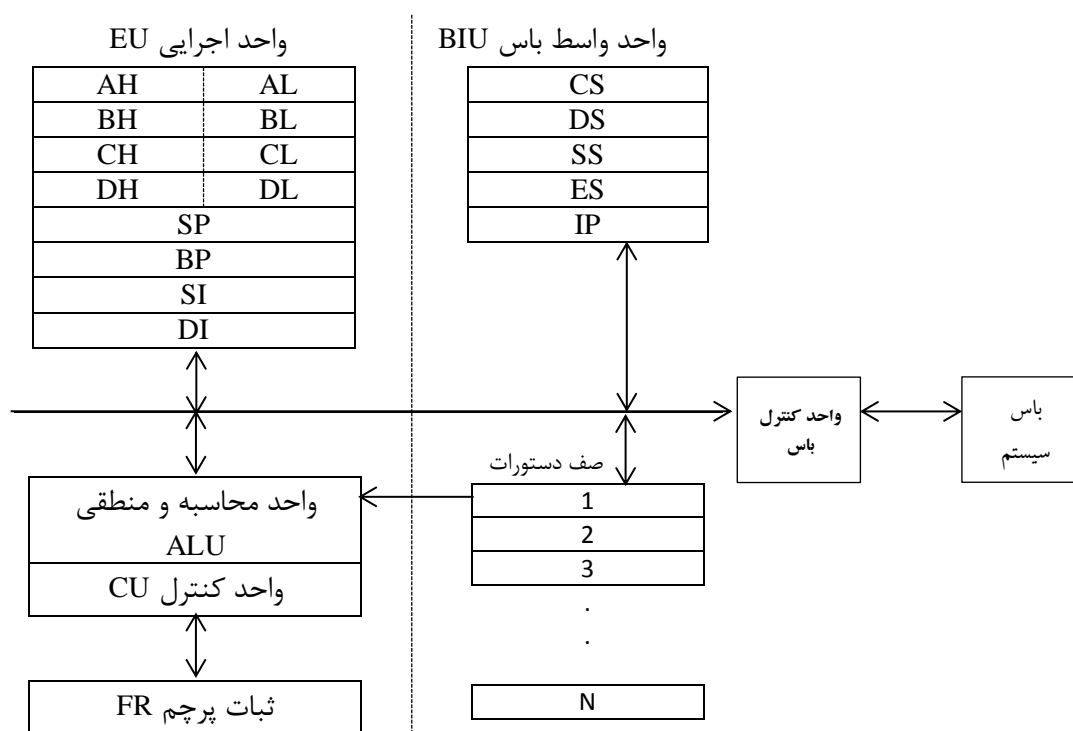 واحد اجرایی EU
AH AL
BH BL
CH CL
DH DL
SP
BP
SI
DI
واحد واسط باس BIU
CS
DS
SS
ES
IP
واحد کنترل
باس
باس
سیستم
صف دستورات
1
2
3
.
.
N
واحد محاسبه و منطقی
ALU
واحد کنترل CU
ثبات پرچم FR